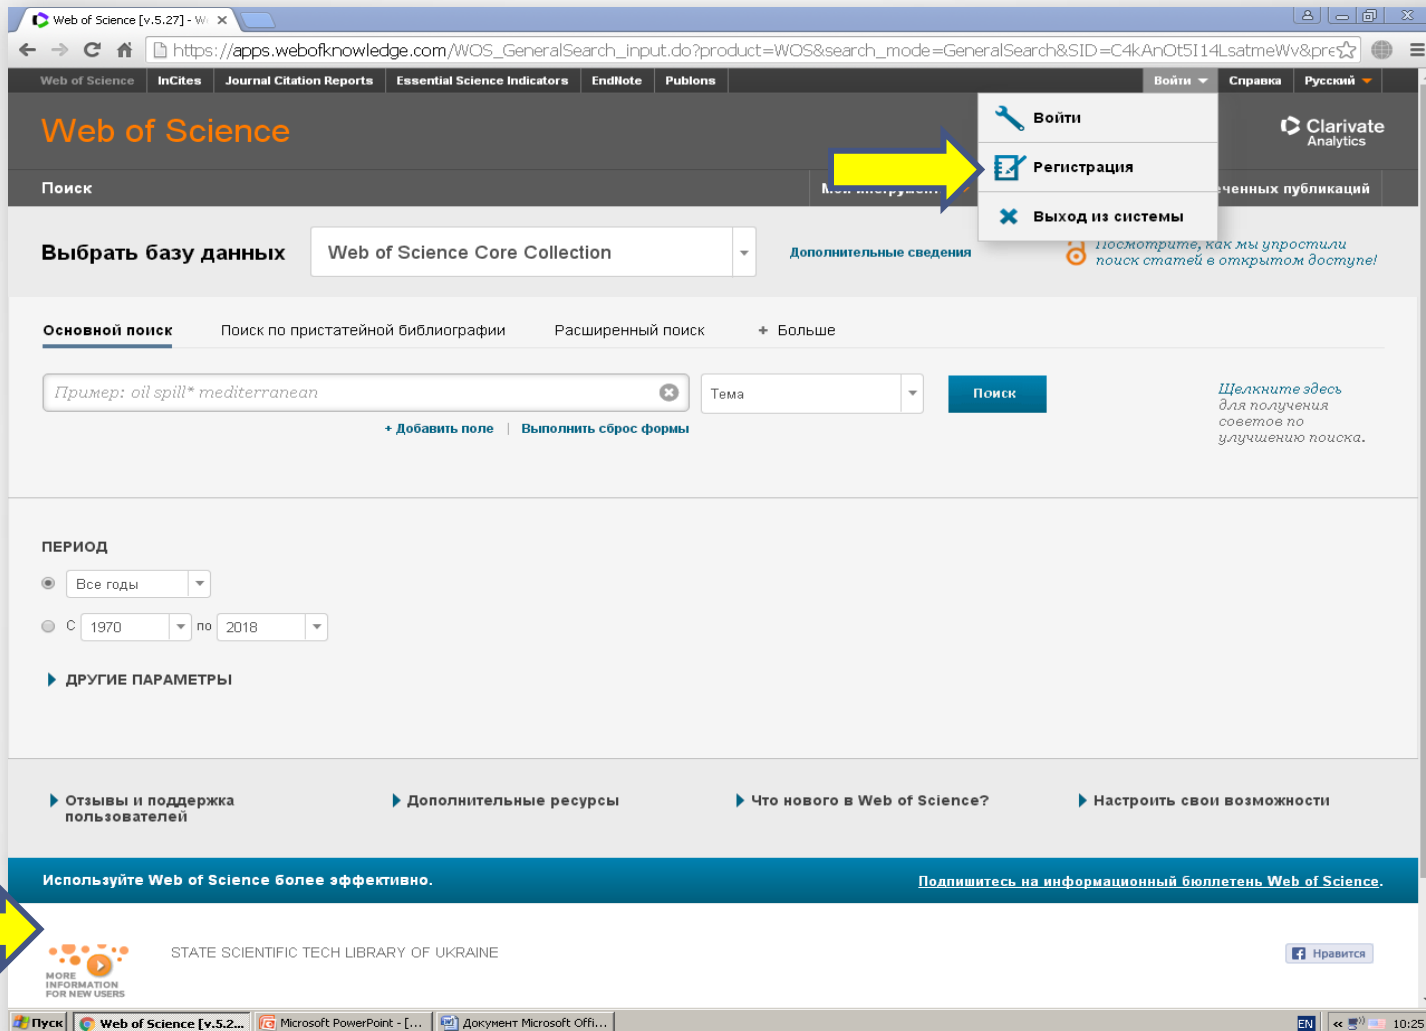 Web of Science [v.5.27] - W
https://apps.webofknowledge.com/WOS_GeneralSearch_input.do?product=WOS&search_mode=GeneralSearch&SID=C4kAnOt5I14LsatmeWv&pre
Web of Science InCites Journal Citation Reports Essential Science Indicators EndNote Publons Войти Справка Русский
Войти
Web of Science
Clarivate
Analytics
Регистрация
Поиск
публикаций
Выход из системы
Выбрать базу данных Web of Science Core Collection Дополнительные сведения
Посмотрите, как мы упростили
поиск статей в открытом доступе!
Основной поиск Поиск по пристатейной библиографии Расширенный поиск + Больше
Пример: oil spill* mediterranean Тема Поиск
+ Добавить поле | Выполнить сброс формы
Щелкните здесь
для получения
советов по
улучшению поиска.
ПЕРИОД
Все годы
С 1970 по 2018
ДРУГИЕ ПАРАМЕТРЫ
Отзывы и поддержка
пользователей
Дополнительные ресурсы
Что нового в Web of Science?
Настроить свои возможности
Используйте Web of Science более эффективно. Подпишитесь на информационный бюллетень Web of Science.
STATE SCIENTIFIC TECH LIBRARY OF UKRAINE
Нравится
MORE
INFORMATION
FOR NEW USERS
Пуск Web of Science [v.5.2... Microsoft PowerPoint - [... Документ Microsoft Offi... EN « 10:25